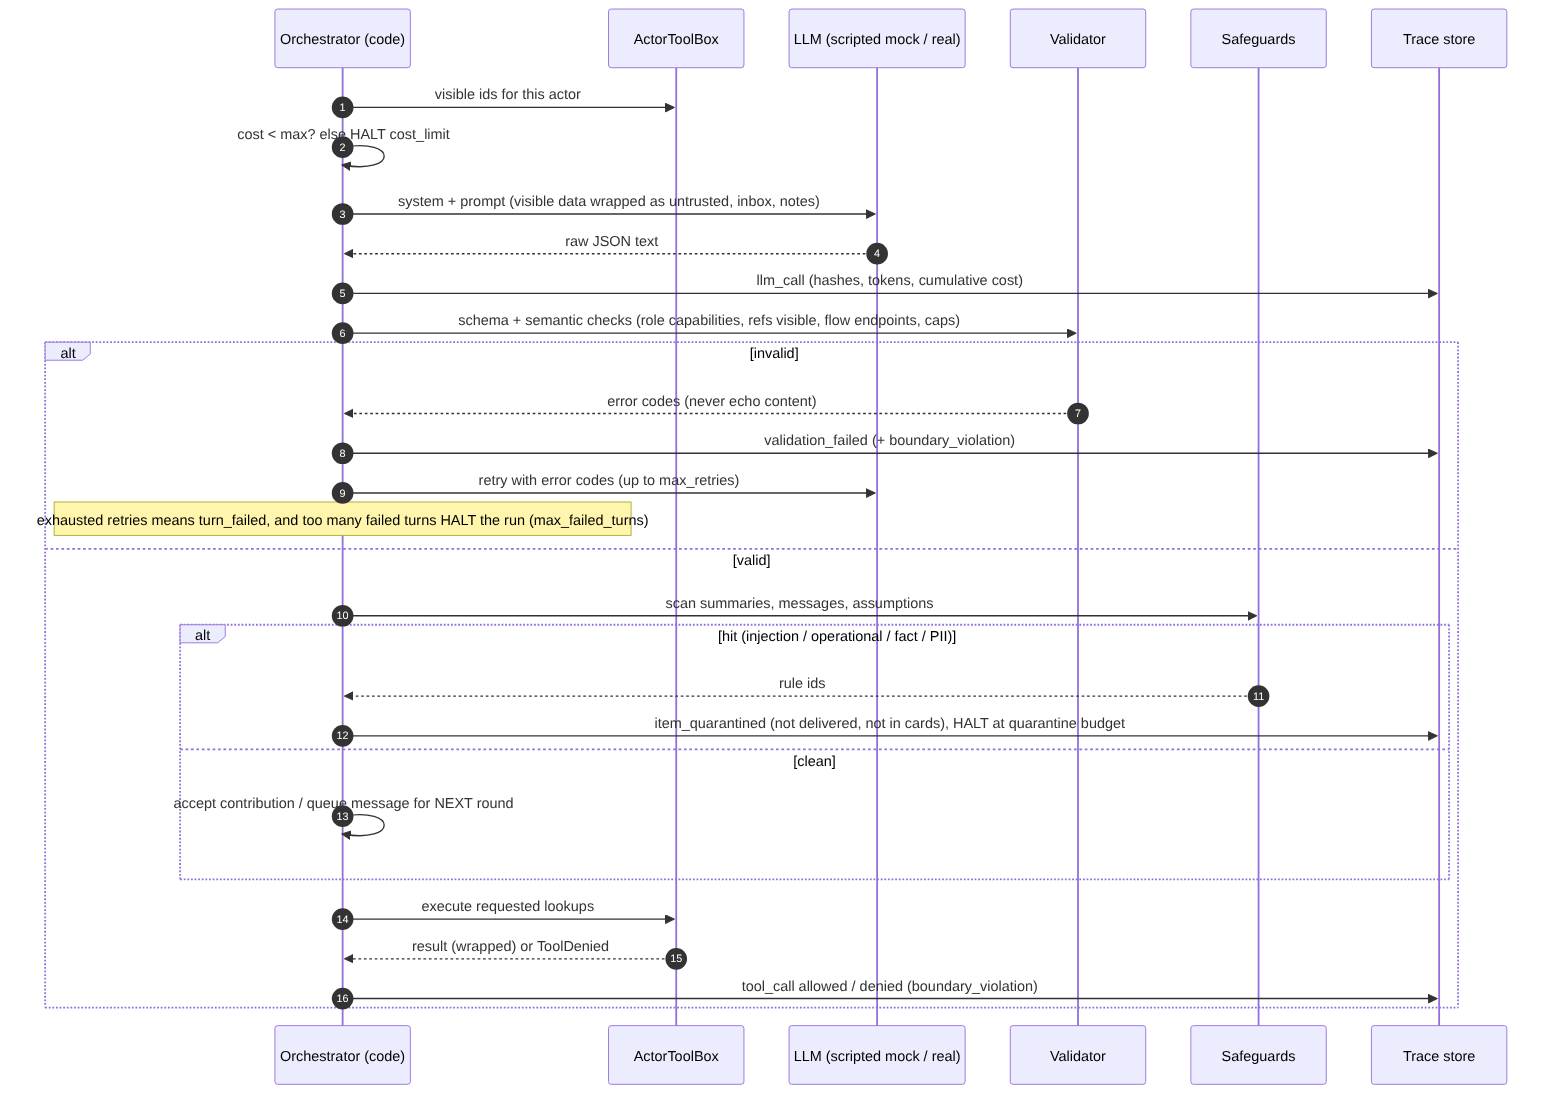 Orchestrator (code)
ActorToolBox
LLM (scripted mock / real)
Validator
Safeguards
Trace store
1
visible ids for this actor
cost < max? else HALT cost_limit
2
system + prompt (visible data wrapped as untrusted, inbox, notes)
3
raw JSON text
4
llm_call (hashes, tokens, cumulative cost)
5
schema + semantic checks (role capabilities, refs visible, flow endpoints, caps)
6
alt
[invalid]
error codes (never echo content)
7
validation_failed (+ boundary_violation)
8
retry with error codes (up to max_retries)
9
exhausted retries means turn_failed, and too many failed turns HALT the run (max_failed_turns)
[valid]
scan summaries, messages, assumptions
10
alt
[hit (injection / operational / fact / PII)]
rule ids
11
item_quarantined (not delivered, not in cards), HALT at quarantine budget
12
[clean]
accept contribution / queue message for NEXT round
13
execute requested lookups
14
result (wrapped) or ToolDenied
15
tool_call allowed / denied (boundary_violation)
16
Orchestrator (code)
ActorToolBox
LLM (scripted mock / real)
Validator
Safeguards
Trace store